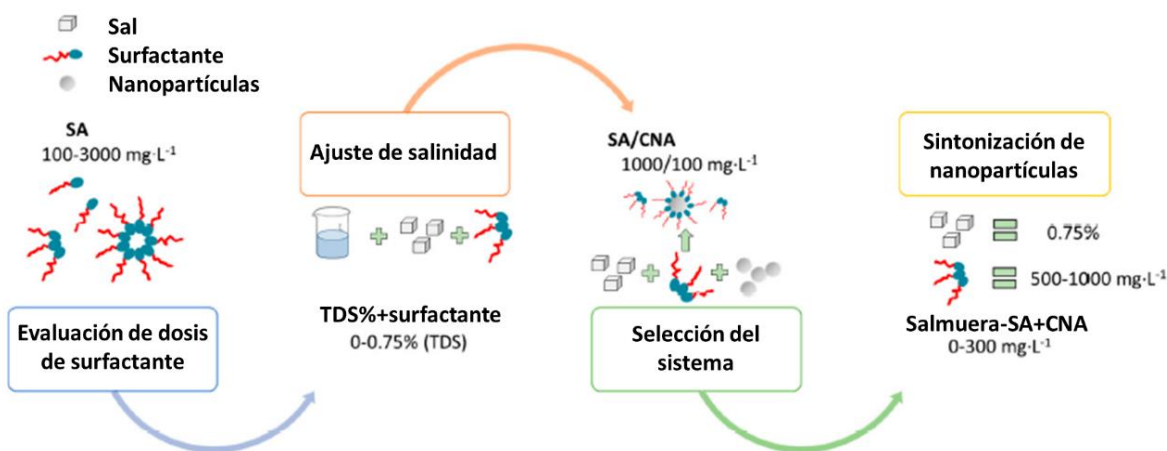 Sal
Surfactante
Nanopartículas
SA
100-3000 mg·L⁻¹
Evaluación de dosis
de surfactante
Ajuste de salinidad
TDS%+surfactante
0-0.75% (TDS)
SA/CNA
1000/100 mg·L⁻¹
Selección del
sistema
Sintonización de
nanopartículas
0.75%
500-1000 mg·L⁻¹
Salmuera-SA+CNA
0-300 mg·L⁻¹